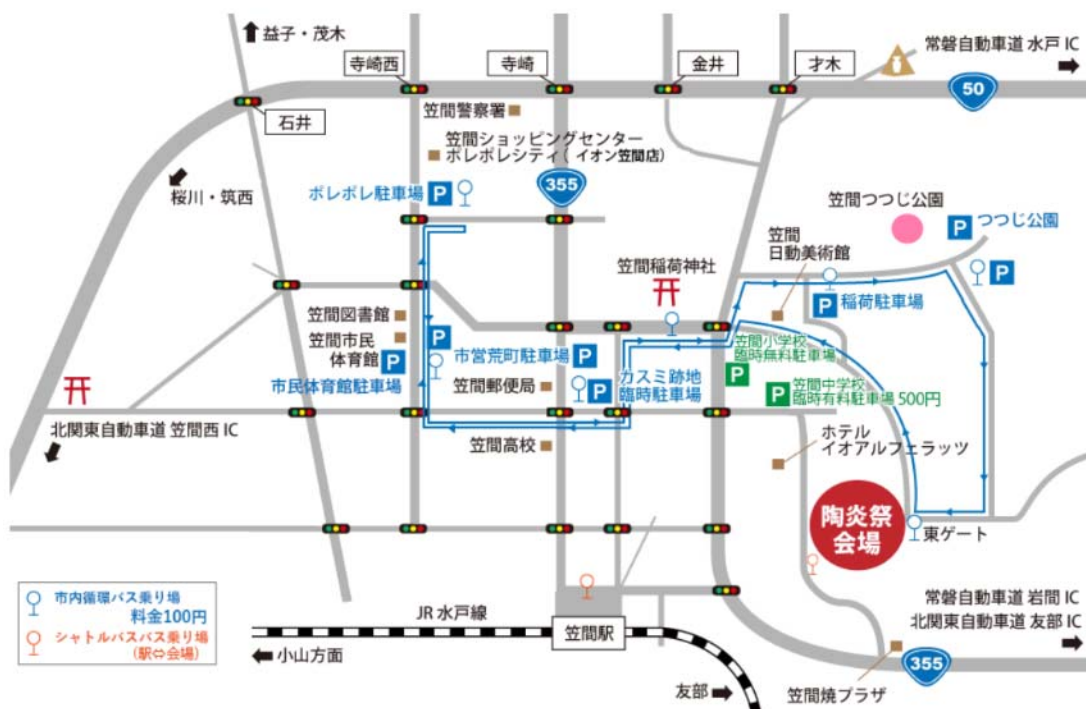 益子・茂木
常磐自動車道 水戸 IC
寺崎西
寺崎
金井
才木
50
石井
笠間警察署
笠間ショッピングセンター
ポレポレシティ( イオン笠間店)
桜川・筑西
355
ポレポレ駐車場
P
笠間つつじ公園
P
つつじ公園
笠間
日動美術館
笠間稲荷神社
P
P
稲荷駐車場
笠間図書館
笠間市民
体育館
P
P
市民体育館駐車場
市営荒町駐車場
P
笠間郵便局
P
カスミ跡地
臨時駐車場
笠間小学校
臨時無料駐車場
P
P
笠間中学校
臨時有料駐車場 500円
北関東自動車道 笠間西 IC
笠間高校
ホテル
イオアルフェラッツ
陶炎祭
会場
東ゲート
市内循環バス乗り場
料金100円
シャトルバスバス乗り場
(駅⇔会場)
JR 水戸線
小山方面
笠間駅
友部
常磐自動車道 岩間 IC
北関東自動車道 友部 IC
355
笠間焼プラザ